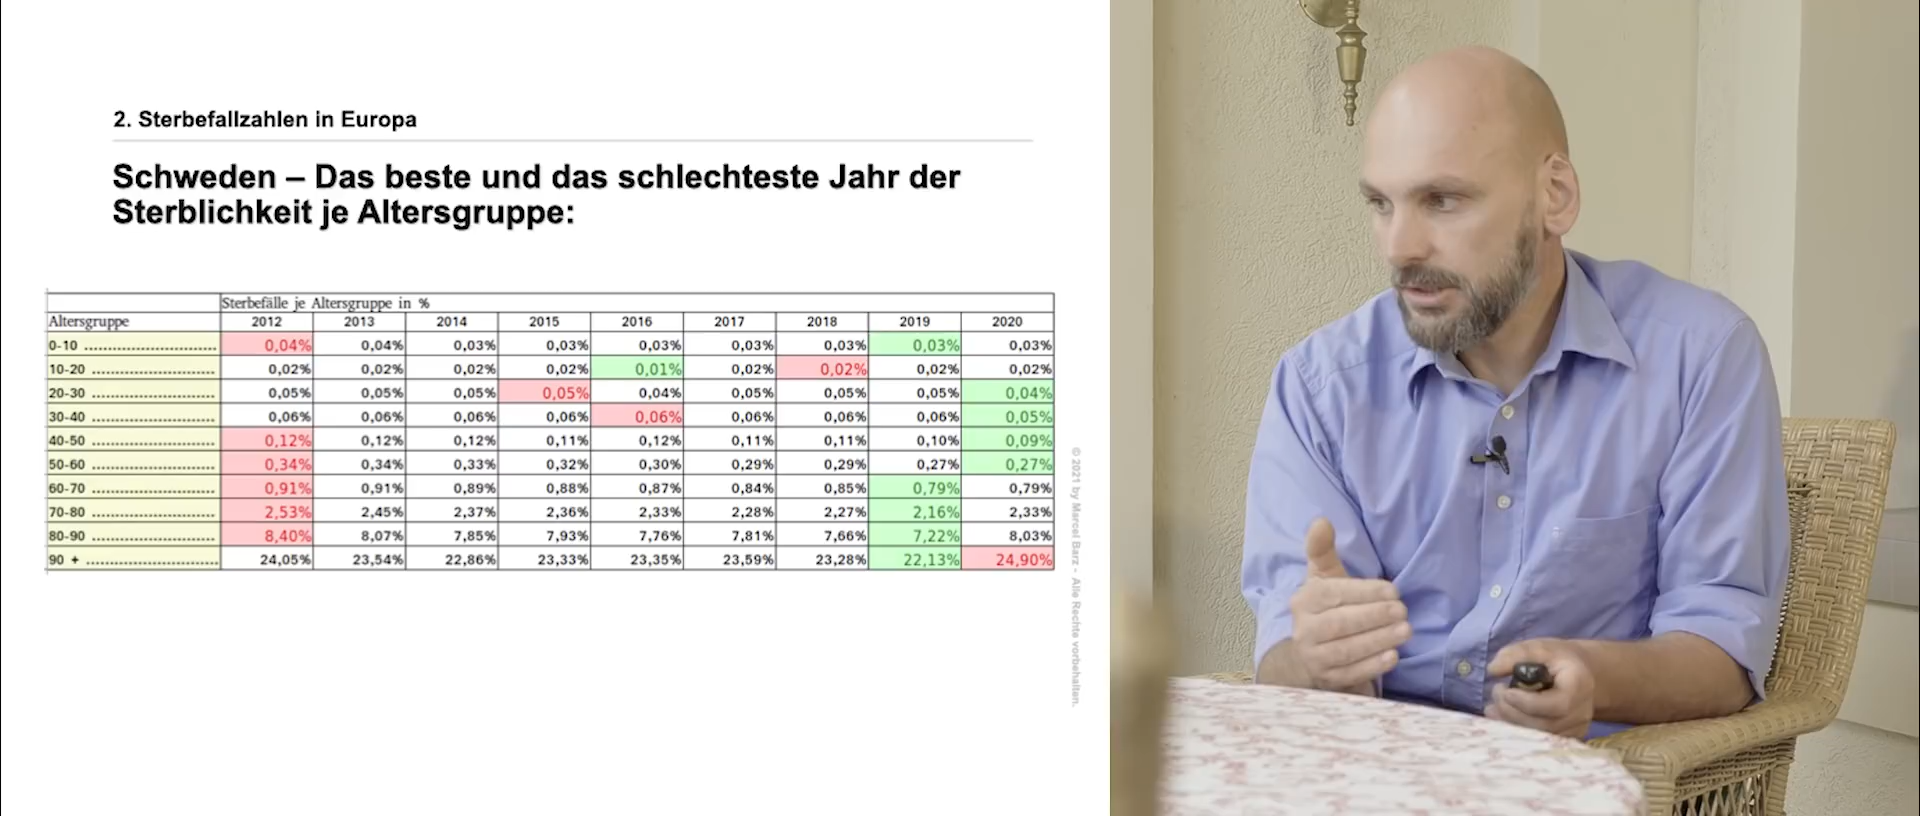 2. Sterbefallzahlen in Europa
Schweden – Das beste und das schlechteste Jahr der
Sterblichkeit je Altersgruppe:
Sterbefälle je Altersgruppe in %
Altersgruppe 2012 2013 2014 2015 2016 2017 2018 2019 2020
0-10 .............................. 0,04% 0,04% 0,03% 0,03% 0,03% 0,03% 0,03% 0,03% 0,03%
10-20 ............................ 0,02% 0,02% 0,02% 0,02% 0,01% 0,02% 0,02% 0,02% 0,02%
20-30 ............................ 0,05% 0,05% 0,05% 0,05% 0,04% 0,05% 0,05% 0,05% 0,04%
30-40 ............................ 0,06% 0,06% 0,06% 0,06% 0,06% 0,06% 0,06% 0,06% 0,05%
40-50 ............................ 0,12% 0,12% 0,12% 0,11% 0,12% 0,11% 0,11% 0,10% 0,09%
50-60 ............................ 0,34% 0,34% 0,33% 0,32% 0,30% 0,29% 0,29% 0,27% 0,27%
60-70 ............................ 0,91% 0,91% 0,89% 0,88% 0,87% 0,84% 0,85% 0,79% 0,79%
70-80 ............................ 2,53% 2,45% 2,37% 2,36% 2,33% 2,28% 2,27% 2,16% 2,33%
80-90 ............................ 8,40% 8,07% 7,85% 7,93% 7,76% 7,81% 7,66% 7,22% 8,03%
90 + .............................. 24,05% 23,54% 22,86% 23,33% 23,35% 23,59% 23,28% 22,13% 24,90%
© 2021 by Marcel Barz - Alle Rechte vorbehalten.